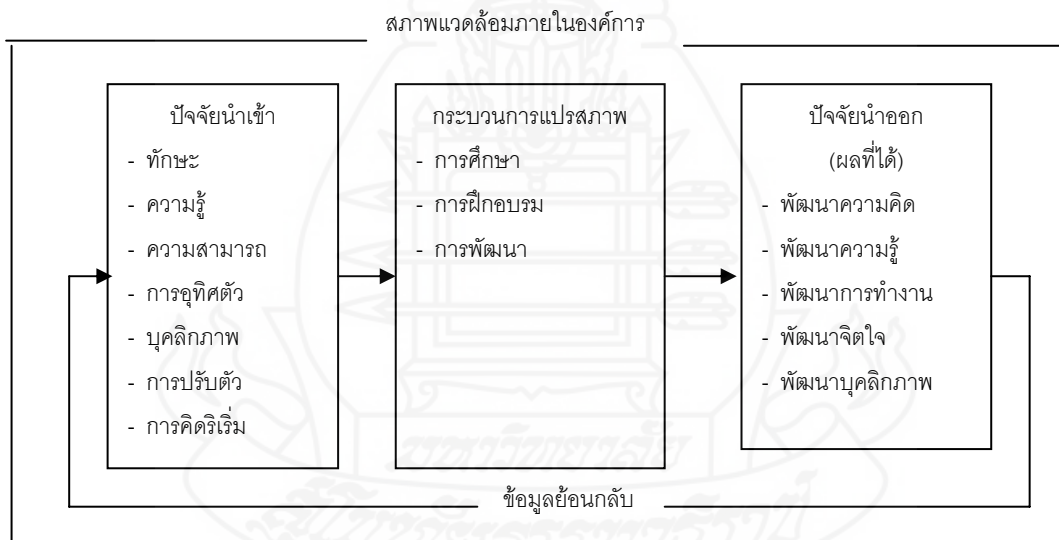 สภาพแวดล้อมภายในองค์การ
ปัจจัยนำเข้า
- ทักษะ
- ความรู้
- ความสามารถ
- การอุทิศตัว
- บุคลิกภาพ
- การปรับตัว
- การคิดริเริ่ม
กระบวนการแปรสภาพ
- การศึกษา
- การฝึกอบรม
- การพัฒนา
ปัจจัยนำออก
(ผลที่ได้)
- พัฒนาความคิด
- พัฒนาความรู้
- พัฒนาการทำงาน
- พัฒนาจิตใจ
- พัฒนาบุคลิกภาพ
ข้อมูลย้อนกลับ